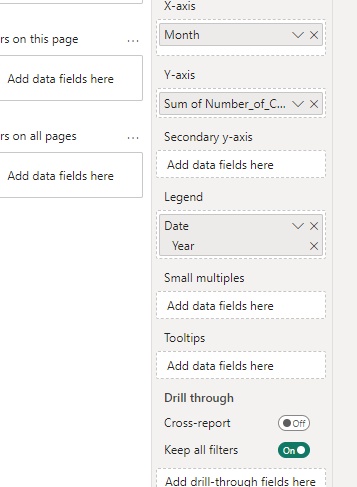 X-axis
Month
rs on this page
...
Y-axis
Add data fields here
Sum of Number_of_C...
Secondary y-axis
rs on all pages
...
Add data fields here
Add data fields here
Legend
Date
Year
Small multiples
Add data fields here
Tooltips
Add data fields here
Drill through
Cross-report
Off
Keep all filters
On
Add drill-through fields here